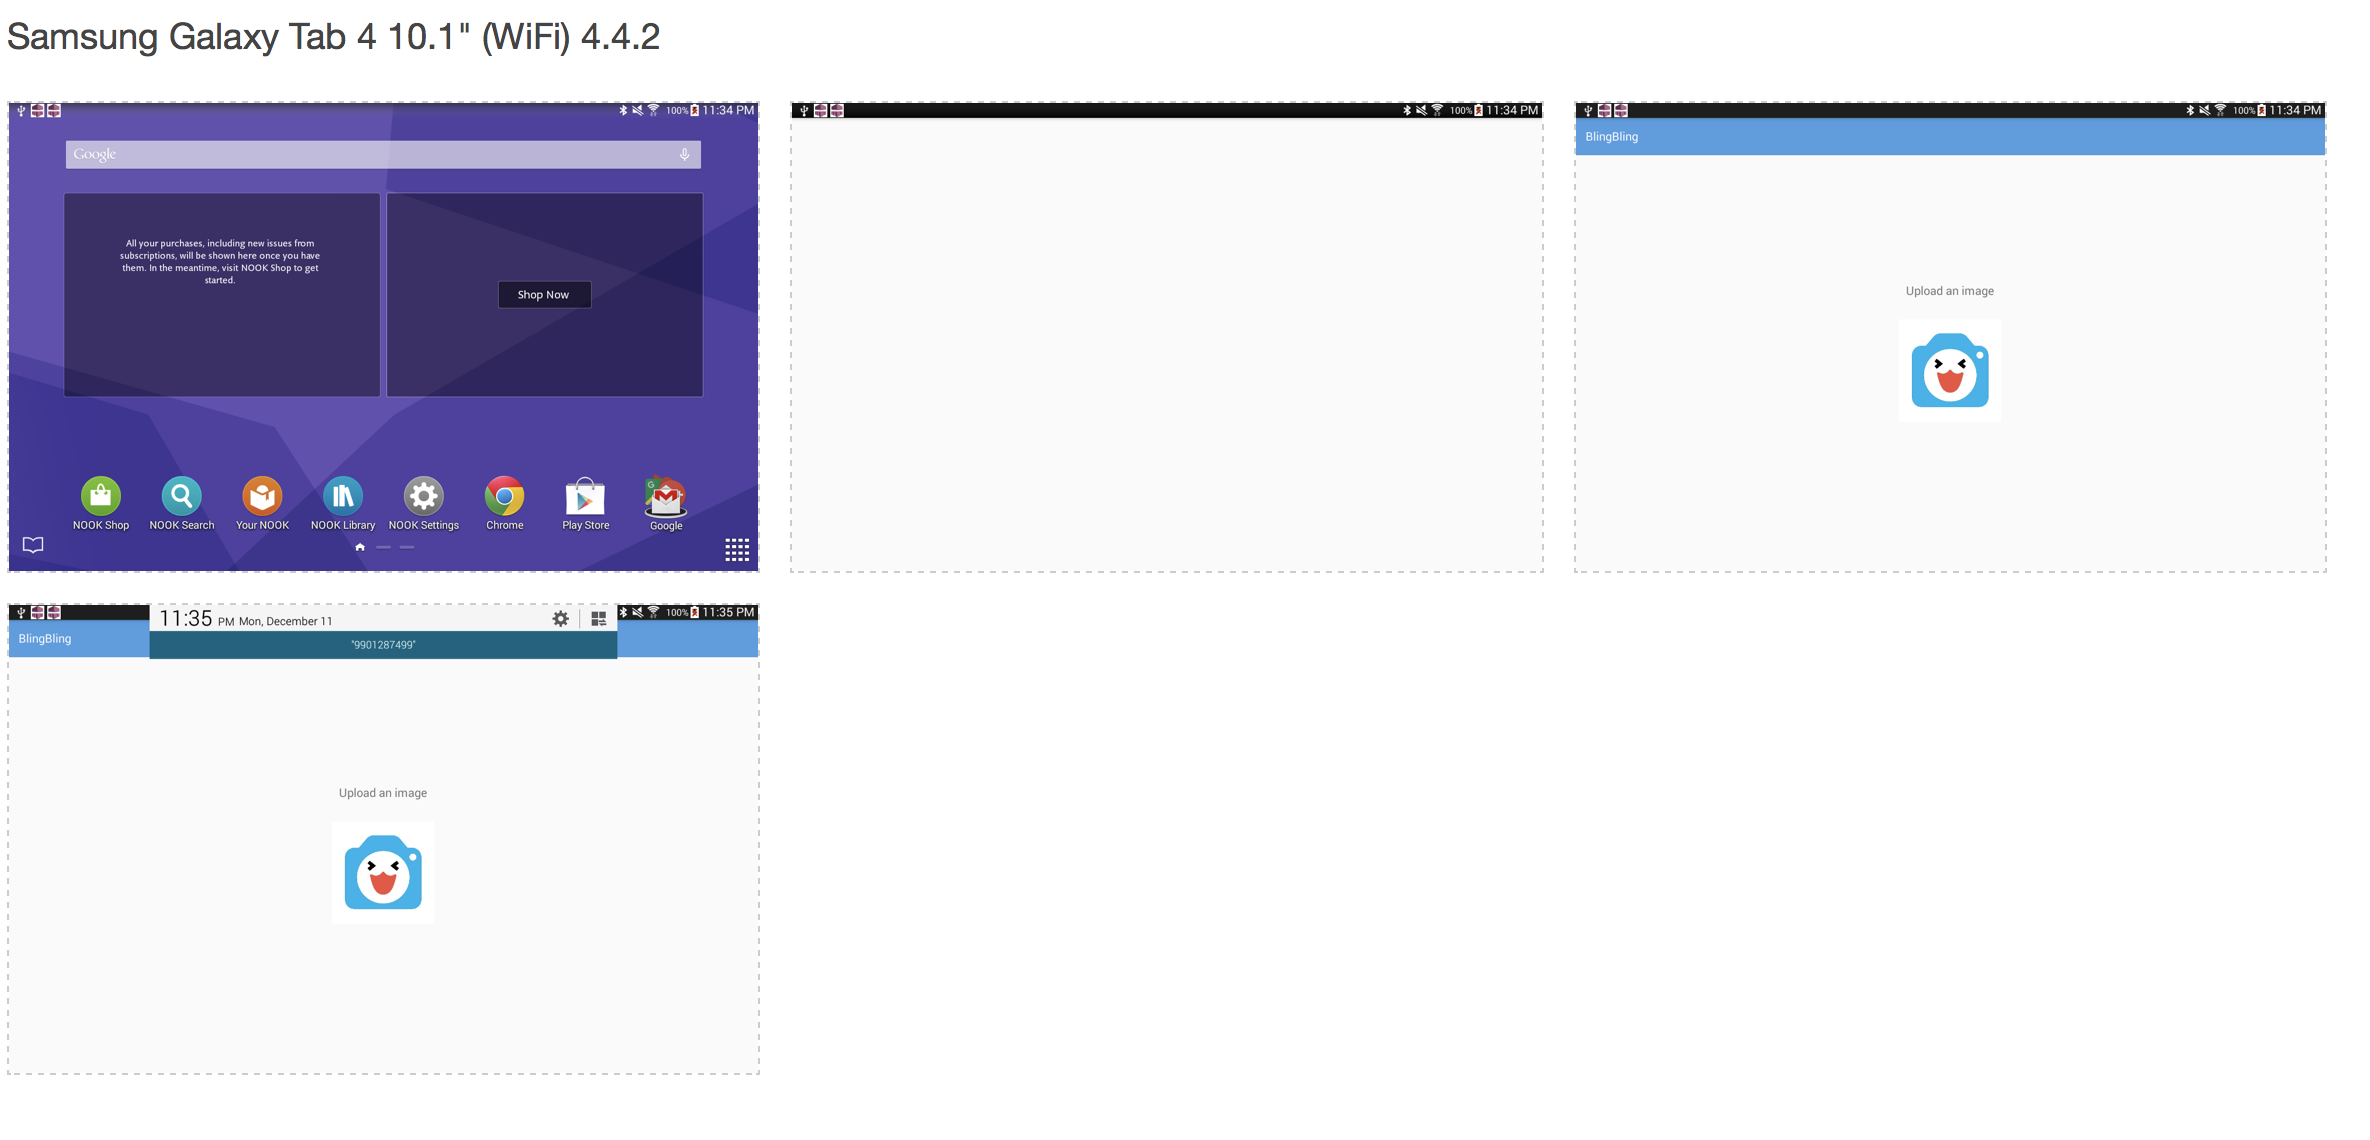 Samsung Galaxy Tab 4 10.1" (WiFi) 4.4.2
100% 11:34 PM
Google
All your purchases, including new issues from
subscriptions, will be shown here once you have
them. In the meantime, visit NOOK Shop to get
started.
Shop Now
NOOK Shop NOOK Search Your NOOK NOOK Library NOOK Settings Chrome Play Store Google
100% 11:34 PM
100% 11:34 PM
BlingBling
Upload an image
11:35 PM Mon, December 11
100% 11:35 PM
BlingBling
"9901287499"
Upload an image